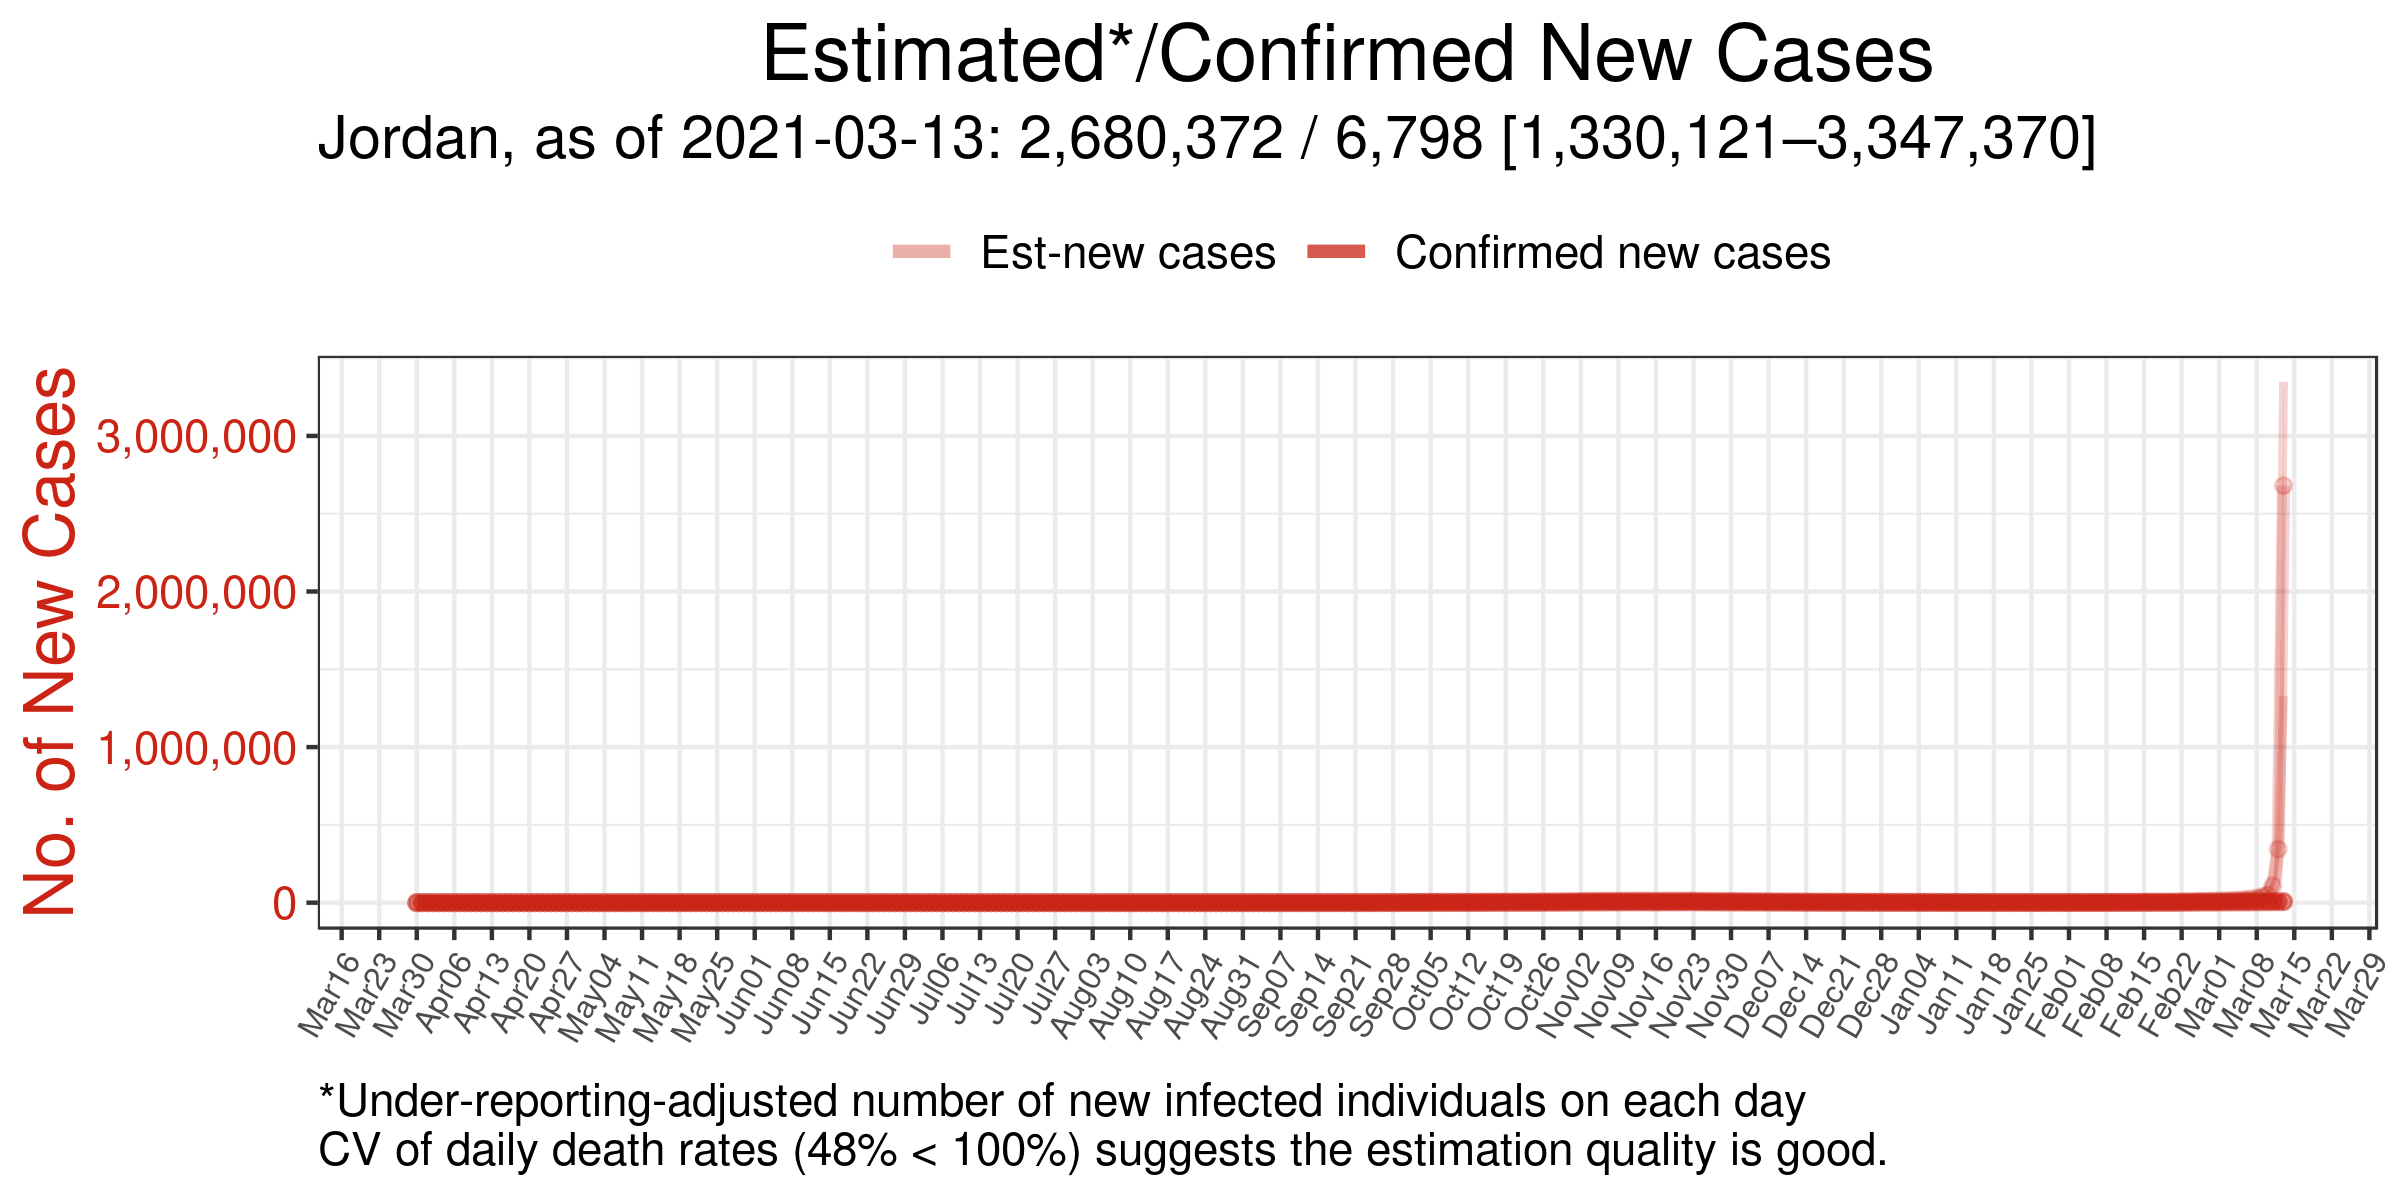 Estimated*/Confirmed New Cases
Jordan, as of 2021-03-13: 2,680,372 / 6,798 [1,330,121–3,347,370]
Est-new cases Confirmed new cases
No. of New Cases
3,000,000
2,000,000
1,000,000
0
Mar16 Mar23 Mar30 Apr06 Apr13 Apr20 Apr27 May04 May11 May18 May25 Jun01 Jun08 Jun15 Jun22 Jun29 Jul06 Jul13 Jul20 Jul27 Aug03 Aug10 Aug17 Aug24 Aug31 Sep07 Sep14 Sep21 Sep28 Oct05 Oct12 Oct19 Oct26 Nov02 Nov09 Nov16 Nov23 Nov30 Dec07 Dec14 Dec21 Dec28 Jan04 Jan11 Jan18 Jan25 Feb01 Feb08 Feb15 Feb22 Mar01 Mar08 Mar15 Mar22 Mar29
*Under-reporting-adjusted number of new infected individuals on each day
CV of daily death rates (48% < 100%) suggests the estimation quality is good.